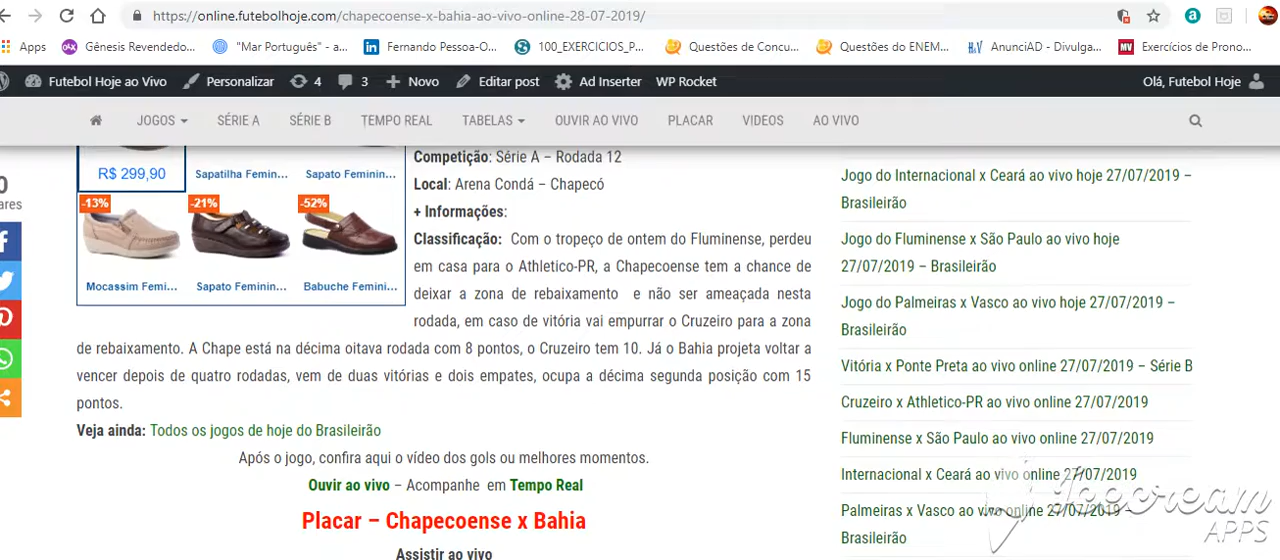 https://online.futebolhoje.com/chapecoense-x-bahia-ao-vivo-online-28-07-2019/
Apps Gênesis Revendedo... "Mar Português" - a... Fernando Pessoa-O... 100_EXERCICIOS_P... Questões de Concu... Questões do ENEM... AnunciAD - Divulga... Exercícios de Prono...
Futebol Hoje ao Vivo Personalizar 4 3 Novo Editar post Ad Inserter WP Rocket Olá, Futebol Hoje
JOGOS SÉRIE A SÉRIE B TEMPO REAL TABELAS OUVIR AO VIVO PLACAR VIDEOS AO VIVO
0
ares
R$ 299,90 Sapatilha Feminin... Sapato Feminin...
-13% -21% -52%
Mocassim Femi... Sapato Feminin... Babuche Feminin...
Competição: Série A – Rodada 12
Local: Arena Condá – Chapecó
+ Informações:
Classificação: Com o tropeço de ontem do Fluminense, perdeu
em casa para o Athletico-PR, a Chapecoense tem a chance de
deixar a zona de rebaixamento e não ser ameaçada nesta
rodada, em caso de vitória vai empurrar o Cruzeiro para a zona
de rebaixamento. A Chape está na décima oitava rodada com 8 pontos, o Cruzeiro tem 10. Já o Bahia projeta voltar a
vencer depois de quatro rodadas, vem de duas vitórias e dois empates, ocupa a décima segunda posição com 15
pontos.
Veja ainda: Todos os jogos de hoje do Brasileirão
Após o jogo, confira aqui o vídeo dos gols ou melhores momentos.
Ouvir ao vivo – Acompanhe em Tempo Real
Placar – Chapecoense x Bahia
Assistir ao vivo
Jogo do Internacional x Ceará ao vivo hoje 27/07/2019 –
Brasileirão
Jogo do Fluminense x São Paulo ao vivo hoje
27/07/2019 – Brasileirão
Jogo do Palmeiras x Vasco ao vivo hoje 27/07/2019 –
Brasileirão
Vitória x Ponte Preta ao vivo online 27/07/2019 – Série B
Cruzeiro x Athletico-PR ao vivo online 27/07/2019
Fluminense x São Paulo ao vivo online 27/07/2019
Internacional x Ceará ao vivo online 27/07/2019
Palmeiras x Vasco ao vivo online 27/07/2019 –
Brasileirão
Icecream
APPS